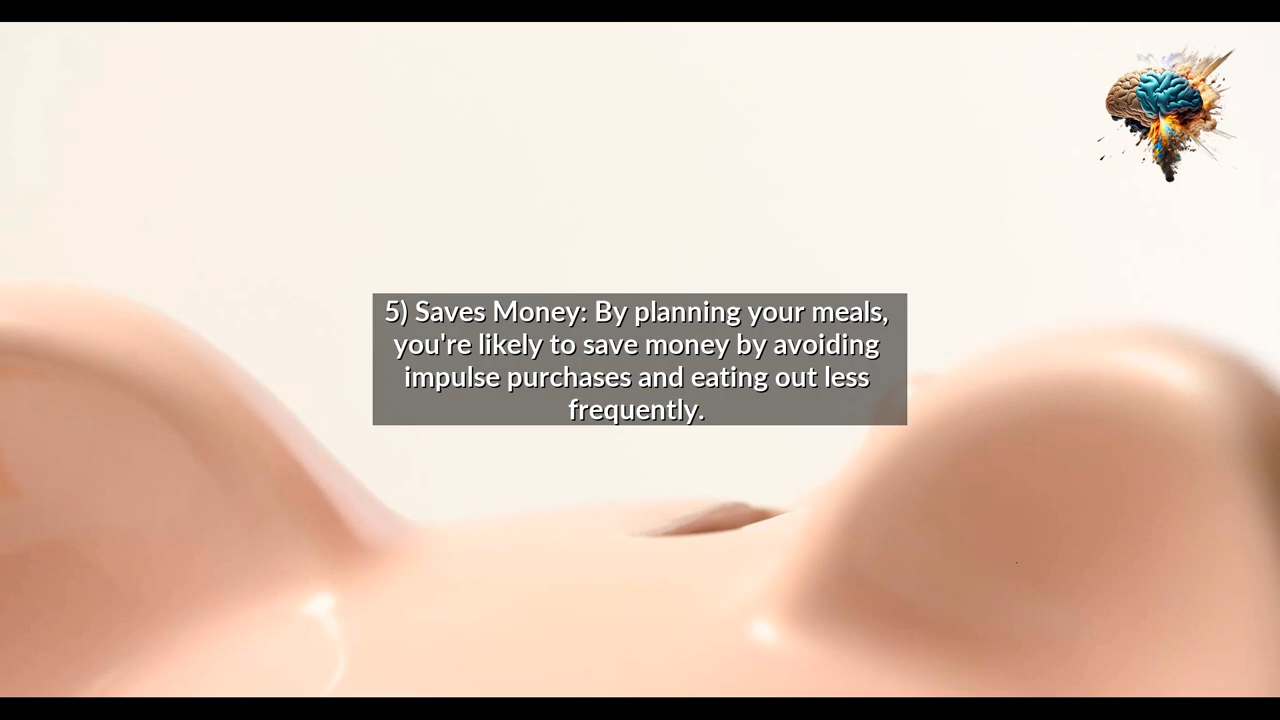 5) Saves Money: By planning your meals,
you're likely to save money by avoiding
impulse purchases and eating out less
frequently.